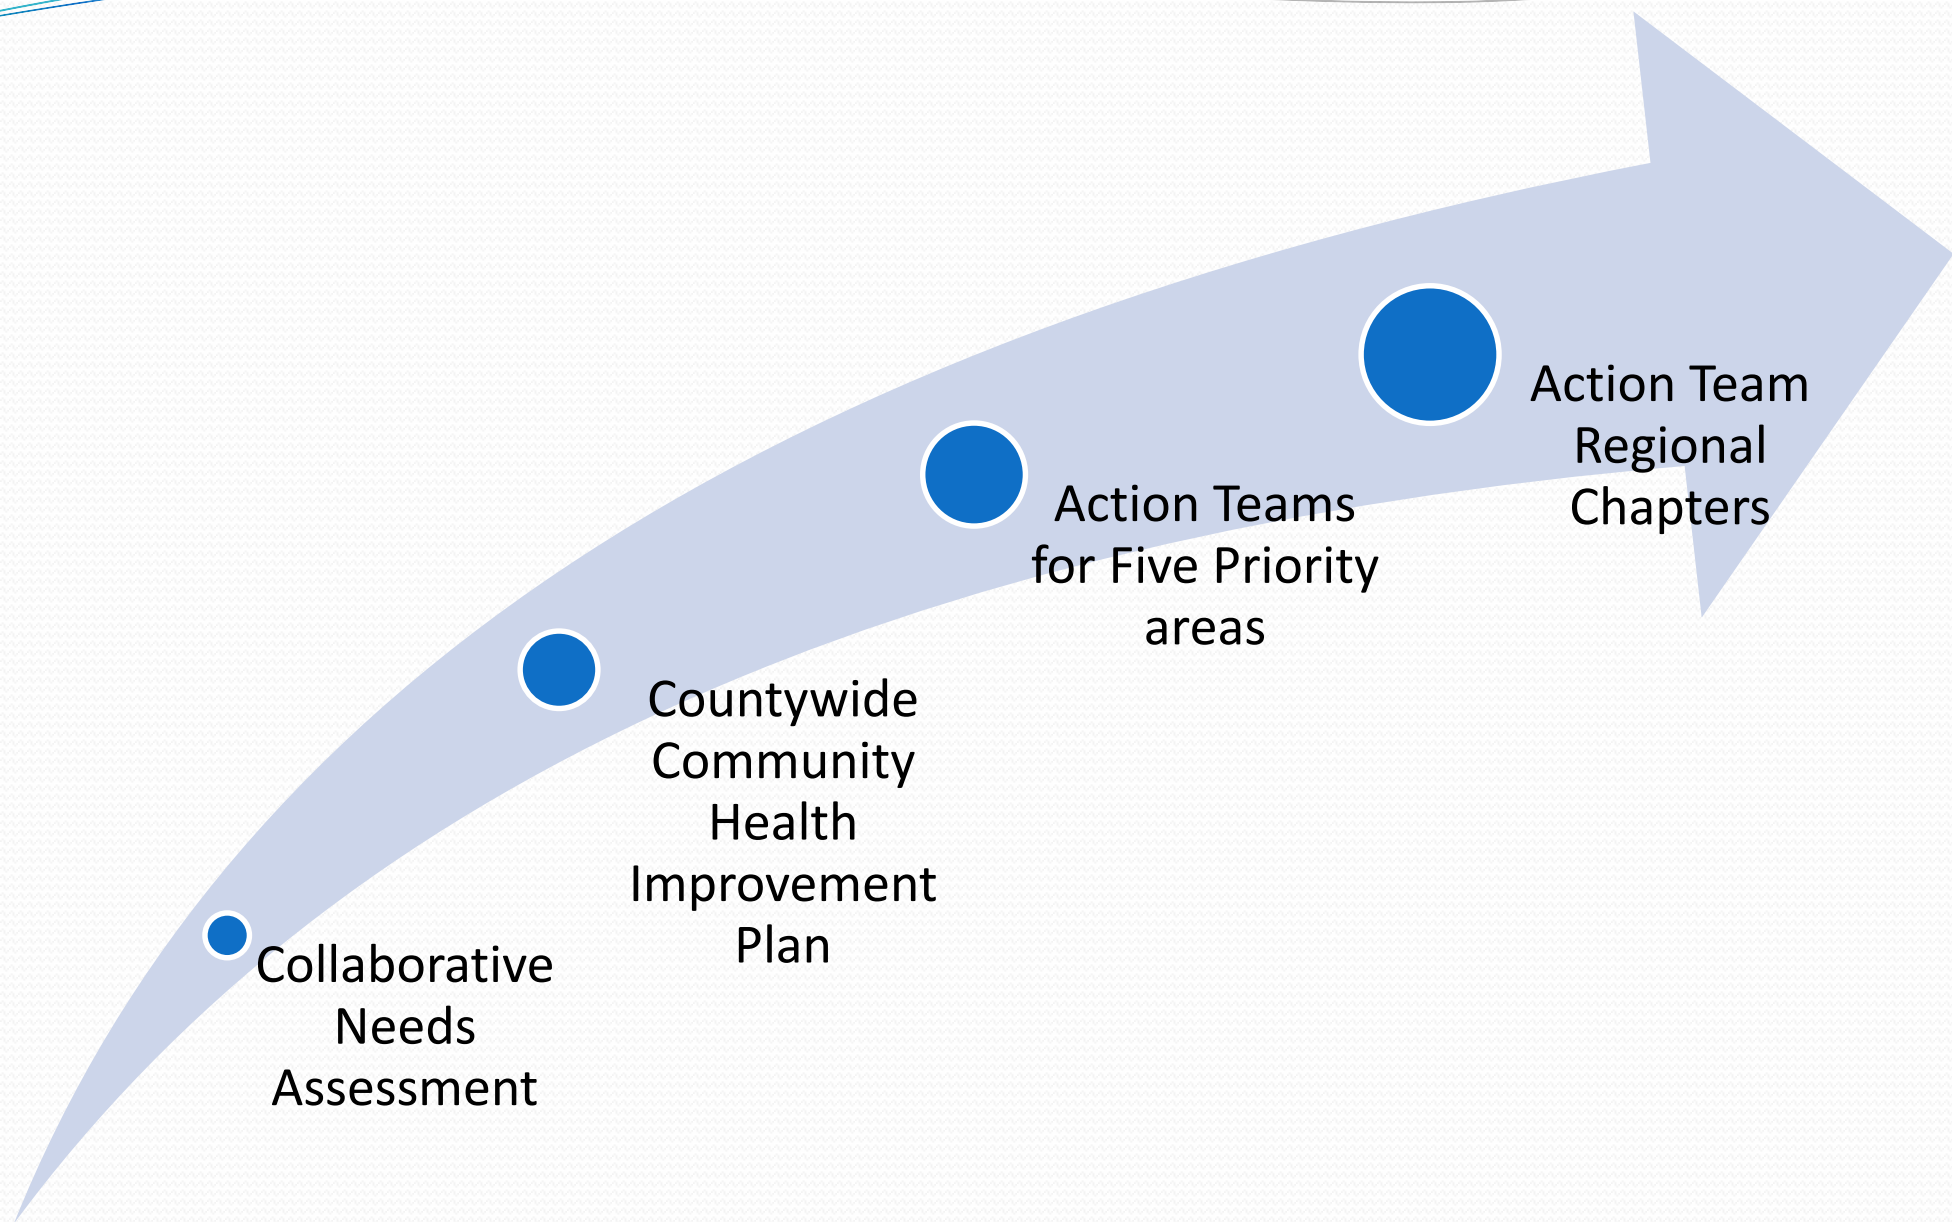 Collaborative
Needs
Assessment
Countywide
Community
Health
Improvement
Plan
Action Teams
for Five Priority
areas
Action Team
Regional
Chapters